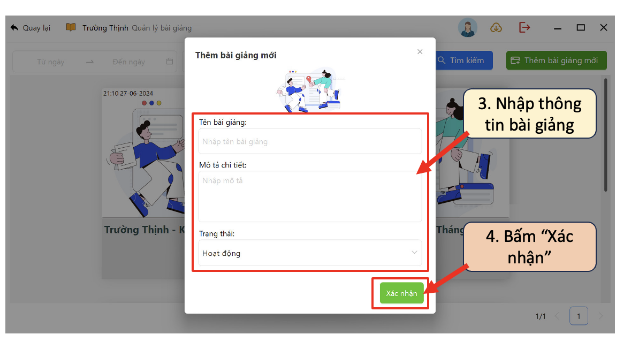 Quay lại
Trường Thịnh Quản lý bài giảng
Từ ngày → Đến ngày
Tìm kiếm
Thêm bài giảng mới
21:10 27-06-2024
Trường Thịnh - K
Tháng
Thêm bài giảng mới
Tên bài giảng:
Nhập tên bài giảng
Mô tả chi tiết:
Nhập mô tả
Trạng thái:
Hoạt động
Xác nhận
3. Nhập thông
tin bài giảng
4. Bấm “Xác
nhận”
1/1
1